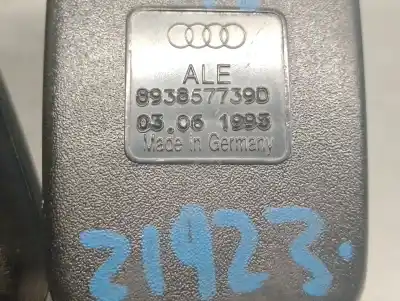 ALE
893857739D
03.06 1993
Made in Germany
21923.